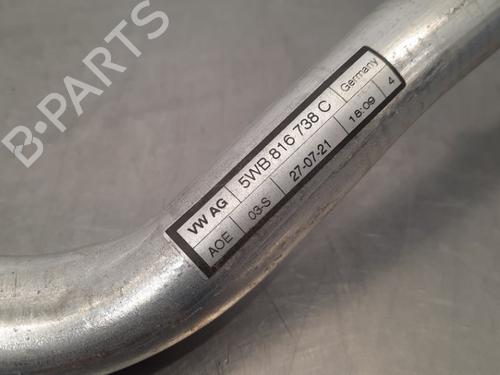 VW AG 5WB 816 738 C Germany
AOE 03-S 27-07-21 18:09 4
B-PARTS